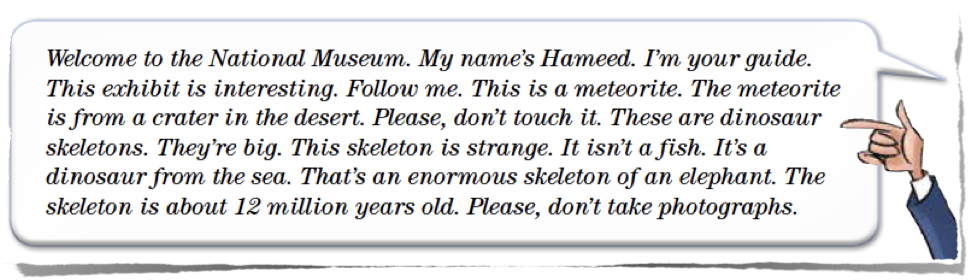 Welcome to the National Museum. My name’s Hameed. I’m your guide.
This exhibit is interesting. Follow me. This is a meteorite. The meteorite
is from a crater in the desert. Please, don’t touch it. These are dinosaur
skeletons. They’re big. This skeleton is strange. It isn’t a fish. It’s a
dinosaur from the sea. That’s an enormous skeleton of an elephant. The
skeleton is about 12 million years old. Please, don’t take photographs.